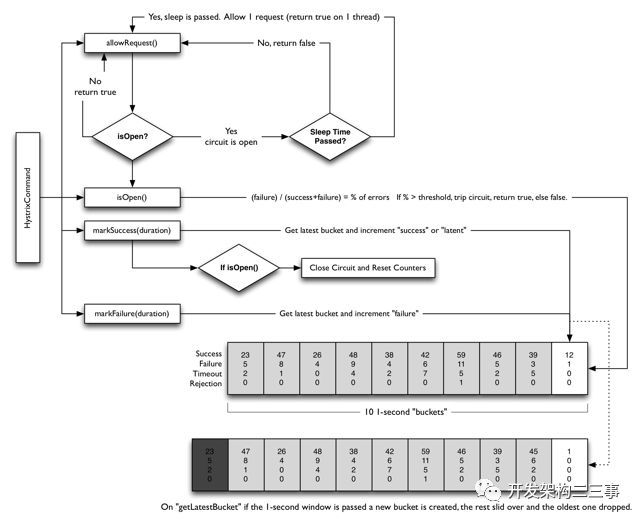 Yes, sleep is passed. Allow 1 request (return true on 1 thread)
allowRequest()
No, return false
No
return true
isOpen?
Yes
circuit is open
Sleep Time
Passed?
HystrixCommand
isOpen()
(failure) / (success+failure) = % of errors If % > threshold, trip circuit, return true, else false.
markSuccess(duration)
Get latest bucket and increment "success" or "latent"
If isOpen()
Close Circuit and Reset Counters
markFailure(duration)
Get latest bucket and increment "failure"
Success 23 47 26 48 38 42 59 46 39 12
Failure 5 8 4 9 4 6 11 5 3 1
Timeout 2 1 0 4 2 7 5 2 5 0
Rejection 0 0 0 0 0 0 1 0 0 0
10 1-second "buckets"
23 47 26 48 38 42 59 46 39 45 1
5 8 4 9 4 6 11 5 3 6 0
2 1 0 4 2 7 5 2 5 2 0
0 0 0 0 0 0 1 0 0 0 0
开发架构二三事
On "getLatestBucket" if the 1-second window is passed a new bucket is created, the rest slid over and the oldest one dropped.